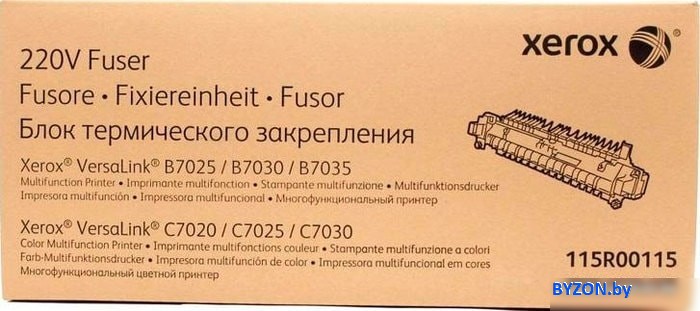 xerox
220V Fuser
Fusore • Fixiereinheit • Fusor
Блок термического закрепления
Xerox® VersaLink® B7025 / B7030 / B7035
Multifunction Printer • Imprimante multifonction • Stampante multifunzione • Multifunktionsdrucker
Impresora multifunción • Impressora multifuncional • Многофункциональный принтер
Xerox® VersaLink® C7020 / C7025 / C7030
Color Multifunction Printer • Imprimante multifonctions couleur • Stampante multifunzione a colori
Farb-Multifunktionsdrucker • Impresora multifunción de color • Impressora multifuncional em cores
Многофункциональный цветной принтер
115R00115
BYZON.by